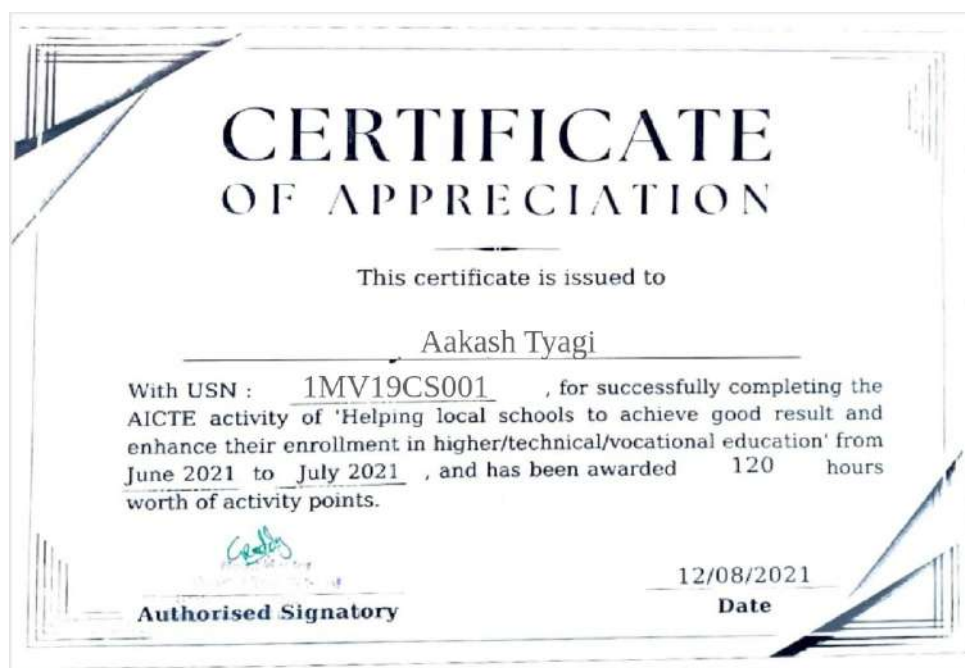 CERTIFICATE
OF APPRECIATION
This certificate is issued to
Aakash Tyagi
With USN : 1MV19CS001 , for successfully completing the
AICTE activity of 'Helping local schools to achieve good result and
enhance their enrollment in higher/technical/vocational education' from
June 2021 to July 2021 , and has been awarded 120 hours
worth of activity points.
12/08/2021
Authorised Signatory Date